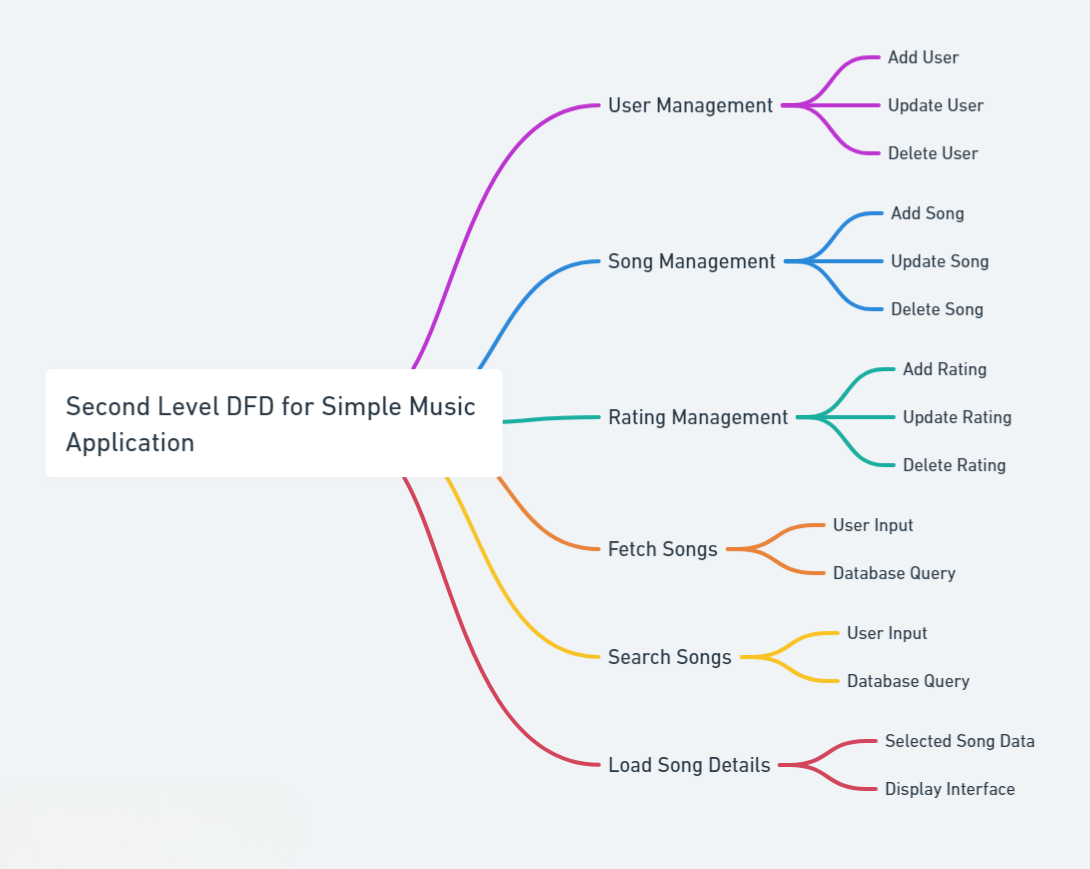 Second Level DFD for Simple Music
Application
User Management
Add User
Update User
Delete User
Song Management
Add Song
Update Song
Delete Song
Rating Management
Add Rating
Update Rating
Delete Rating
Fetch Songs
User Input
Database Query
Search Songs
User Input
Database Query
Load Song Details
Selected Song Data
Display Interface